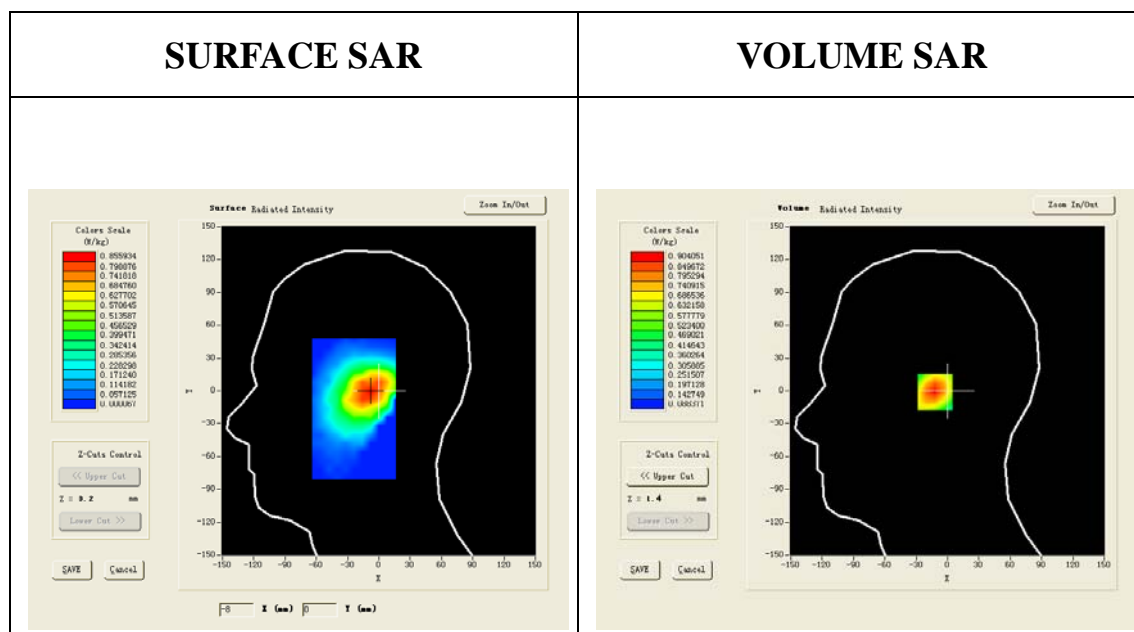 SURFACE SAR
Surface Radiated Intensity
Zoom In/Out
Colors Scale
(W/kg)
0.855934
0.798876
0.741818
0.684760
0.627702
0.570645
0.513587
0.456529
0.399471
0.342414
0.285356
0.228298
0.171240
0.114182
0.057125
0.000067
Z-Cuts Control
<< Upper Cut
Z = mm
Lower Cut >>
SAVE Cancel
150
120
90
60
30
0
-30
-60
-90
-120
-150
Y
-150 -120 -90 -60 -30 0 30 60 90 120 150
X
-8 X (mm) 0 Y (mm)
VOLUME SAR
Volume Radiated Intensity
Zoom In/Out
Colors Scale
(W/kg)
0.904051
0.849672
0.795294
0.740915
0.686536
0.632158
0.577779
0.523400
0.469021
0.414643
0.360264
0.305885
0.251507
0.197128
0.142749
0.088371
Z-Cuts Control
<< Upper Cut
Z = 1.4 mm
Lower Cut >>
SAVE Cancel
150
120
90
60
30
0
-30
-60
-90
-120
-150
Y
-150 -120 -90 -60 -30 0 30 60 90 120 150
X